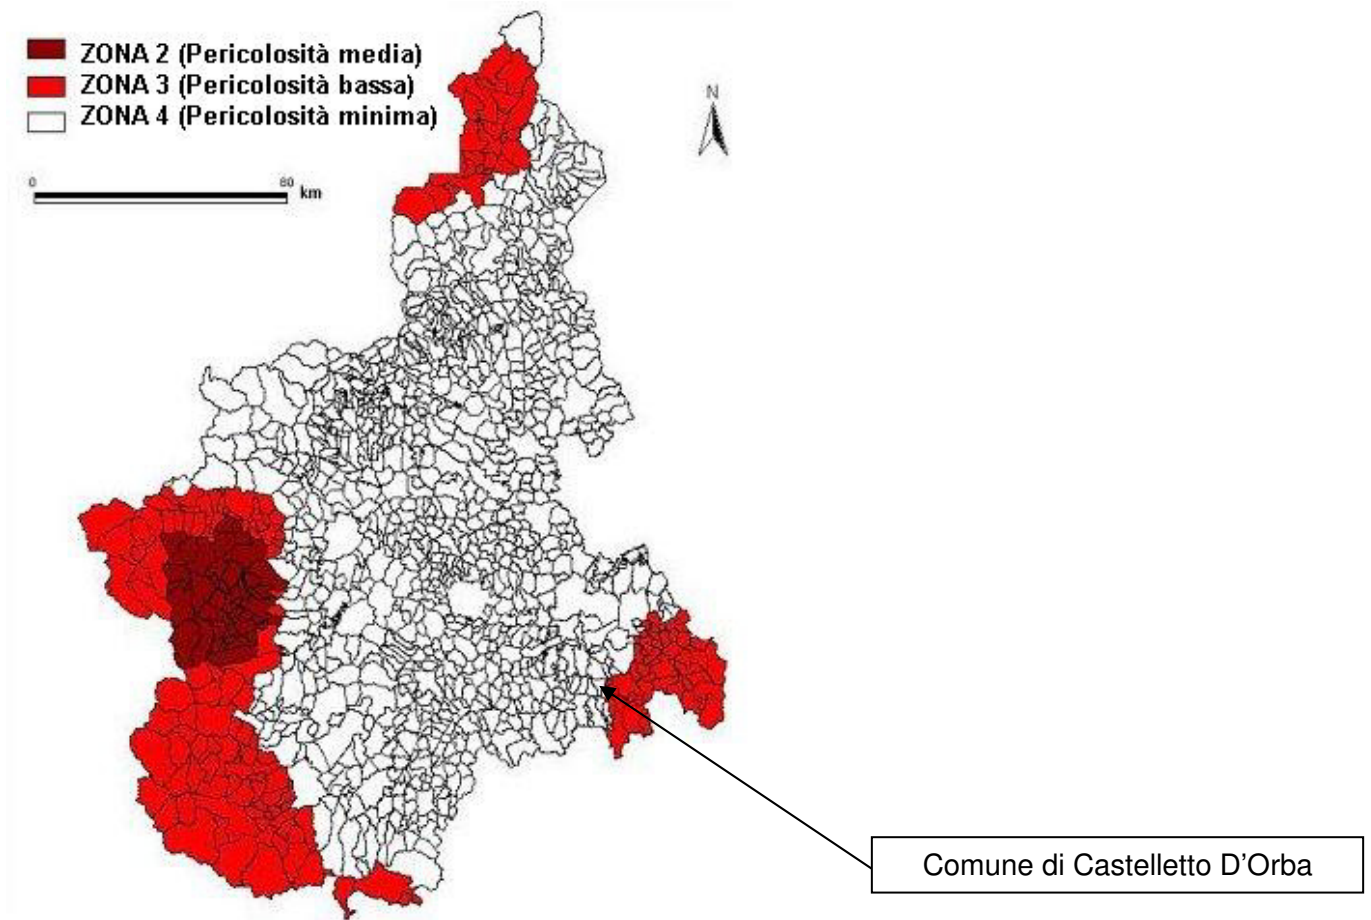 ZONA 2 (Pericolosità media)
ZONA 3 (Pericolosità bassa)
ZONA 4 (Pericolosità minima)
N
0 80 km
Comune di Castelletto D'Orba